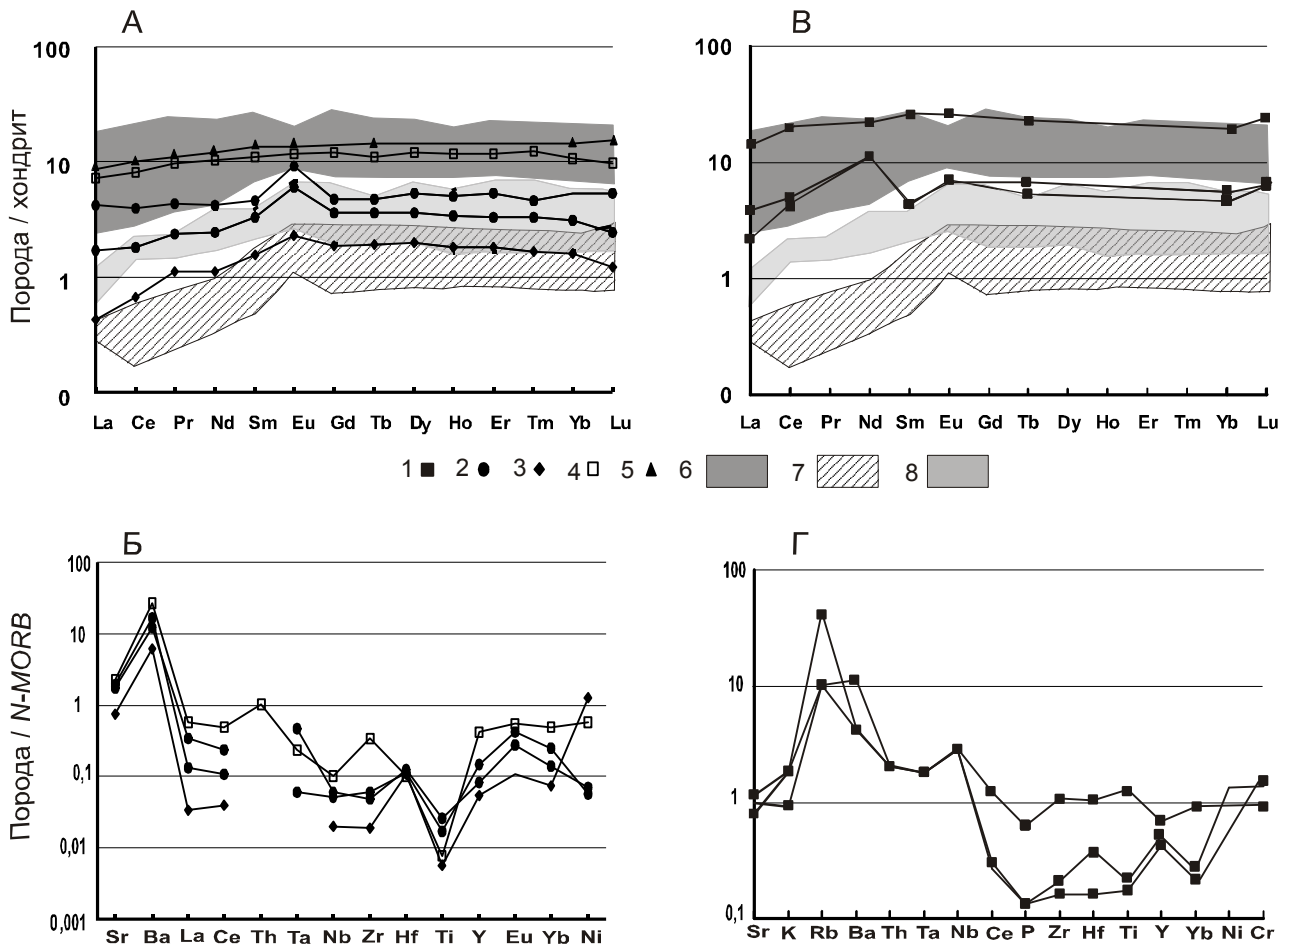 А
100
10
1
0
Порода / хондрит
La Ce Pr Nd Sm Eu Gd Tb Dy Ho Er Tm Yb Lu
В
100
10
1
0
La Ce Pr Nd Sm Eu Gd Tb Dy Ho Er Tm Yb Lu
1 2 3 4 5 6 7 8
Б
100
10
1
0,1
0,01
0,001
Порода / N-MORB
Sr Ba La Ce Th Ta Nb Zr Hf Ti Y Eu Yb Ni
Г
100
10
1
0,1
Sr K Rb Ba Th Ta Nb Ce P Zr Hf Ti Y Yb Ni Cr